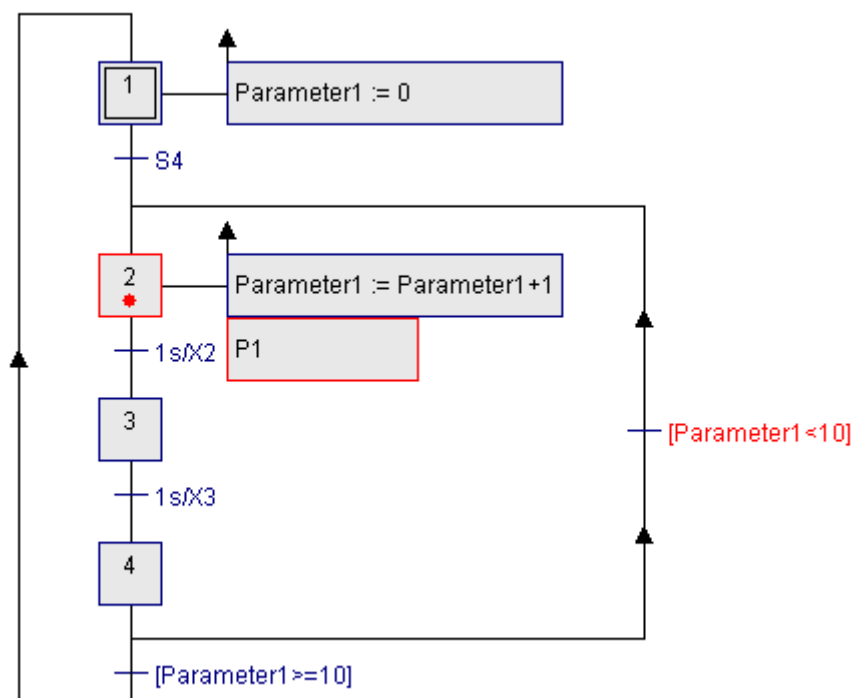 1
Parameter1 := 0
S4
2
Parameter1 := Parameter1+1
1s/X2
P1
3
[Parameter1<10]
1s/X3
4
[Parameter1>=10]